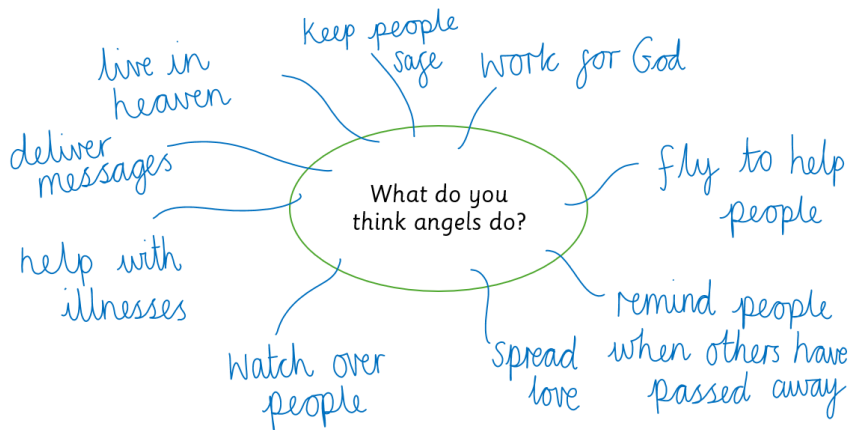 Keep people
safe
work for God
live in
heaven
deliver
messages
What do you
think angels do?
fly to help
people
help with
illnesses
remind people
when others have
passed away
Spread
love
Watch over
people